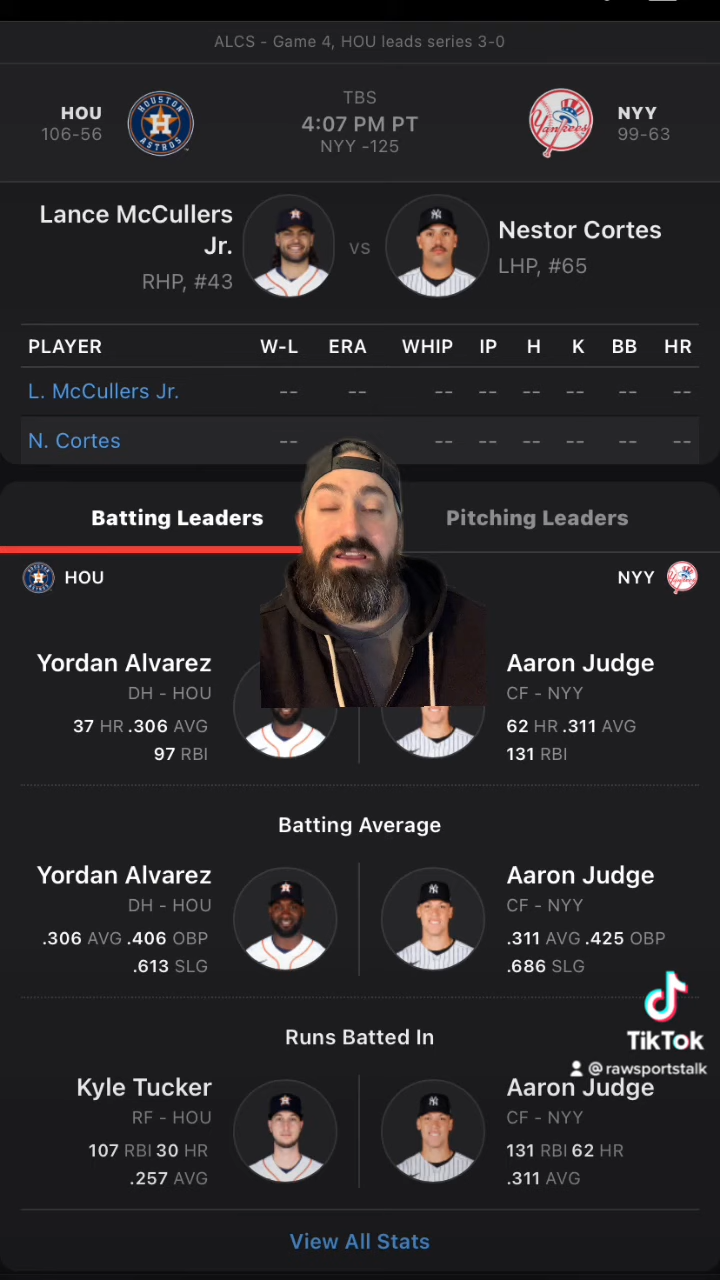 ALCS - Game 4, HOU leads series 3-0
HOU
106-56
TBS
4:07 PM PT
NYY -125
NYY
99-63
Lance McCullers
Jr.
RHP, #43
vs
Nestor Cortes
LHP, #65
PLAYER W-L ERA WHIP IP H K BB HR
L. McCullers Jr. -- -- -- -- -- -- -- --
N. Cortes -- -- -- -- -- -- --
Batting Leaders
Pitching Leaders
HOU
NYY
Yordan Alvarez
DH - HOU
37 HR .306 AVG
97 RBI
Aaron Judge
CF - NYY
62 HR .311 AVG
131 RBI
Batting Average
Yordan Alvarez
DH - HOU
.306 AVG .406 OBP
.613 SLG
Aaron Judge
CF - NYY
.311 AVG .425 OBP
.686 SLG
Runs Batted In
Kyle Tucker
RF - HOU
107 RBI 30 HR
.257 AVG
Aaron Judge
CF - NYY
131 RBI 62 HR
.311 AVG
TikTok
@rawsportstalk
View All Stats